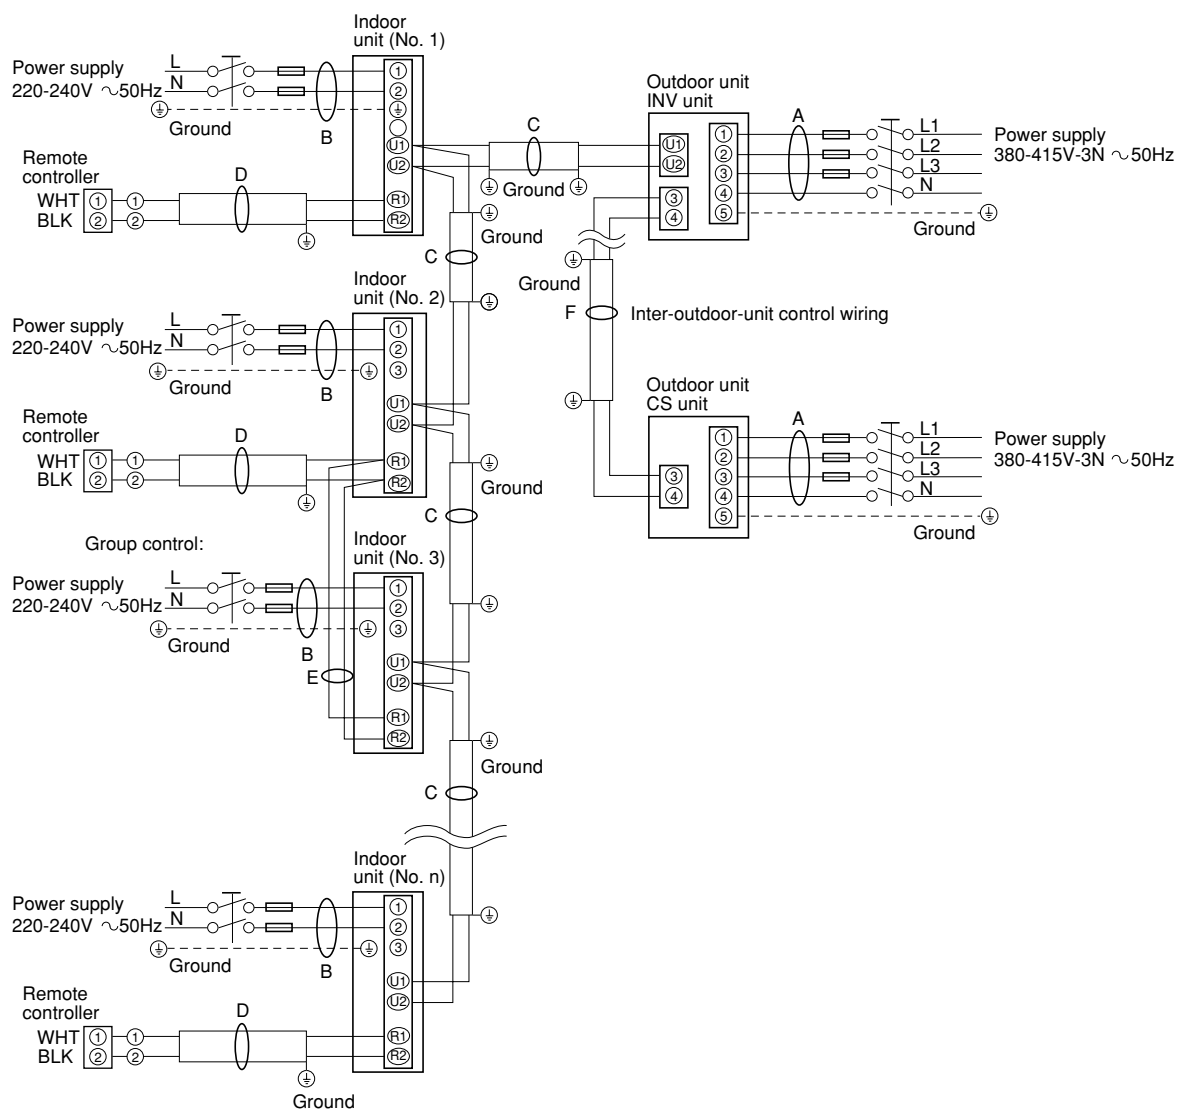 Indoor
unit (No. 1)
Power supply
220-240V ～50Hz
L
N
Ground
B
1
2
U1
U2
R1
R2
Remote
controller
WHT 1 1
BLK 2 2
D
C
Ground
Outdoor unit
INV unit
U1
U2
3
4
1
2
3
4
5
A
L1
L2
L3
N
Power supply
380-415V-3N ～50Hz
Ground
Ground
C
Ground
F
Inter-outdoor-unit control wiring
Indoor
unit (No. 2)
Power supply
220-240V ～50Hz
L
N
Ground
B
1
2
3
U1
U2
R1
R2
Remote
controller
WHT 1 1
BLK 2 2
D
Ground
C
Outdoor unit
CS unit
3
4
1
2
3
4
5
A
L1
L2
L3
N
Power supply
380-415V-3N ～50Hz
Ground
Group control:
Indoor
unit (No. 3)
Power supply
220-240V ～50Hz
L
N
Ground
B
E
1
2
3
U1
U2
R1
R2
Ground
C
Indoor
unit (No. n)
Power supply
220-240V ～50Hz
L
N
Ground
B
1
2
3
U1
U2
R1
R2
Remote
controller
WHT 1 1
BLK 2 2
D
Ground